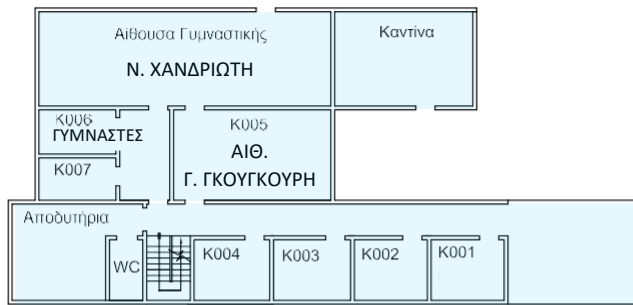 Αίθουσα Γυμναστικής
Ν. ΧΑΝΔΡΙΩΤΗ
Καντίνα
K006
ΓΥΜΝΑΣΤΕΣ
K005
ΑΙΘ.
Γ. ΓΚΟΥΓΚΟΥΡΗ
K007
Αποδυτήρια
WC
K004
K003
K002
K001